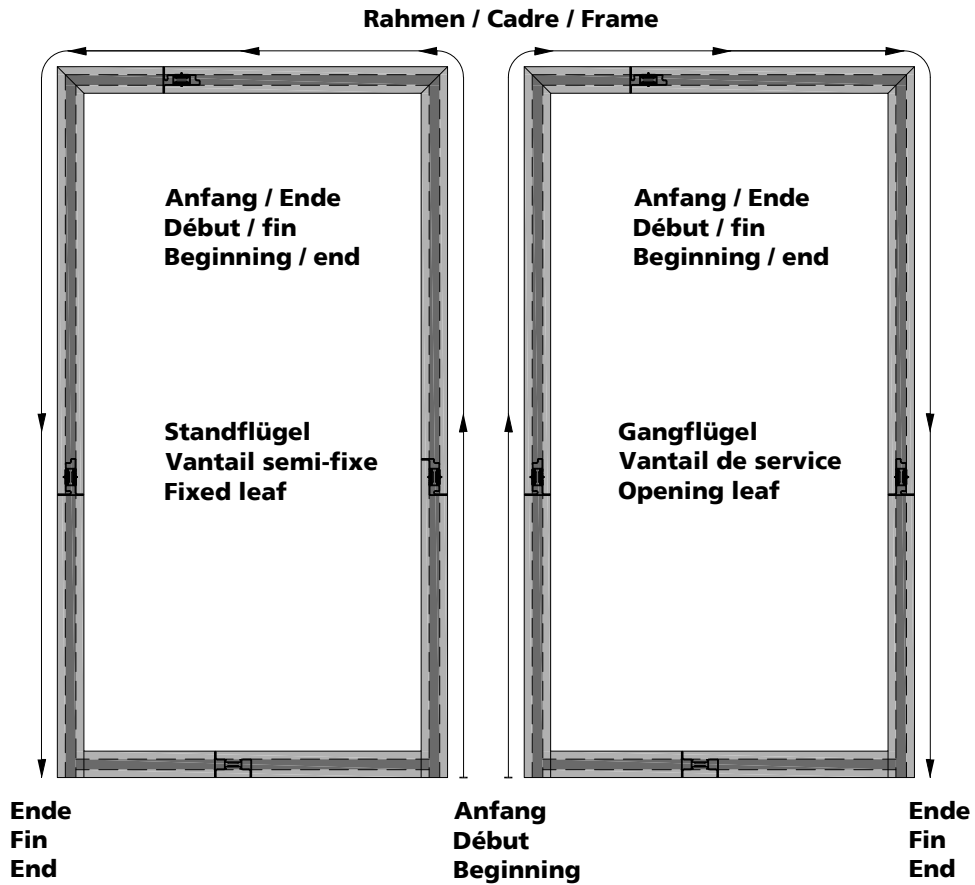 Rahmen / Cadre / Frame
Anfang / Ende
Début / fin
Beginning / end
Anfang / Ende
Début / fin
Beginning / end
Standflügel
Vantail semi-fixe
Fixed leaf
Gangflügel
Vantail de service
Opening leaf
Ende
Fin
End
Anfang
Début
Beginning
Ende
Fin
End